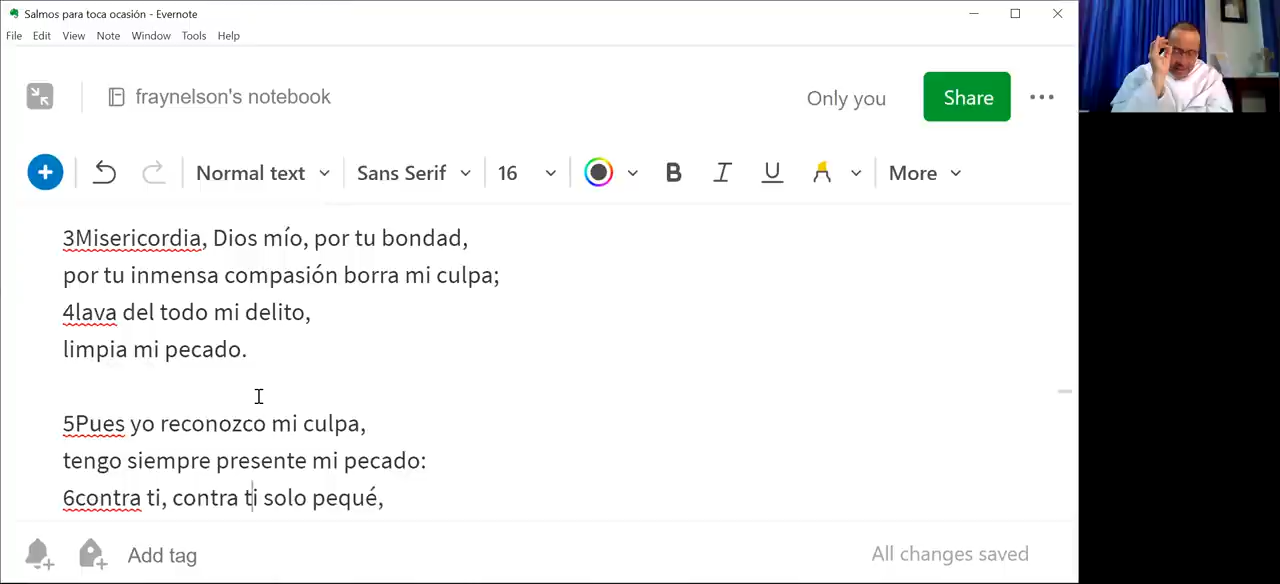 Salmos para toca ocasión - Evernote
File Edit View Note Window Tools Help
fraynelson's notebook
Only you
Share
Normal text
Sans Serif
16
B I U
More
3Misericordia, Dios mío, por tu bondad,
por tu inmensa compasión borra mi culpa;
4lava del todo mi delito,
limpia mi pecado.
5Pues yo reconozco mi culpa,
tengo siempre presente mi pecado:
6contra ti, contra ti solo pequé,
Add tag
All changes saved